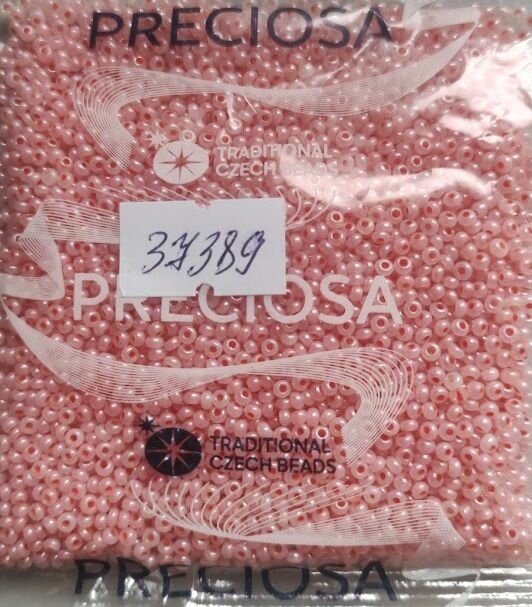 PRECIOSA
TRADITIONAL
CZECH BEADS
37389
PRECIOSA
TRADITIONAL
CZECH BEADS
PRECIOSA